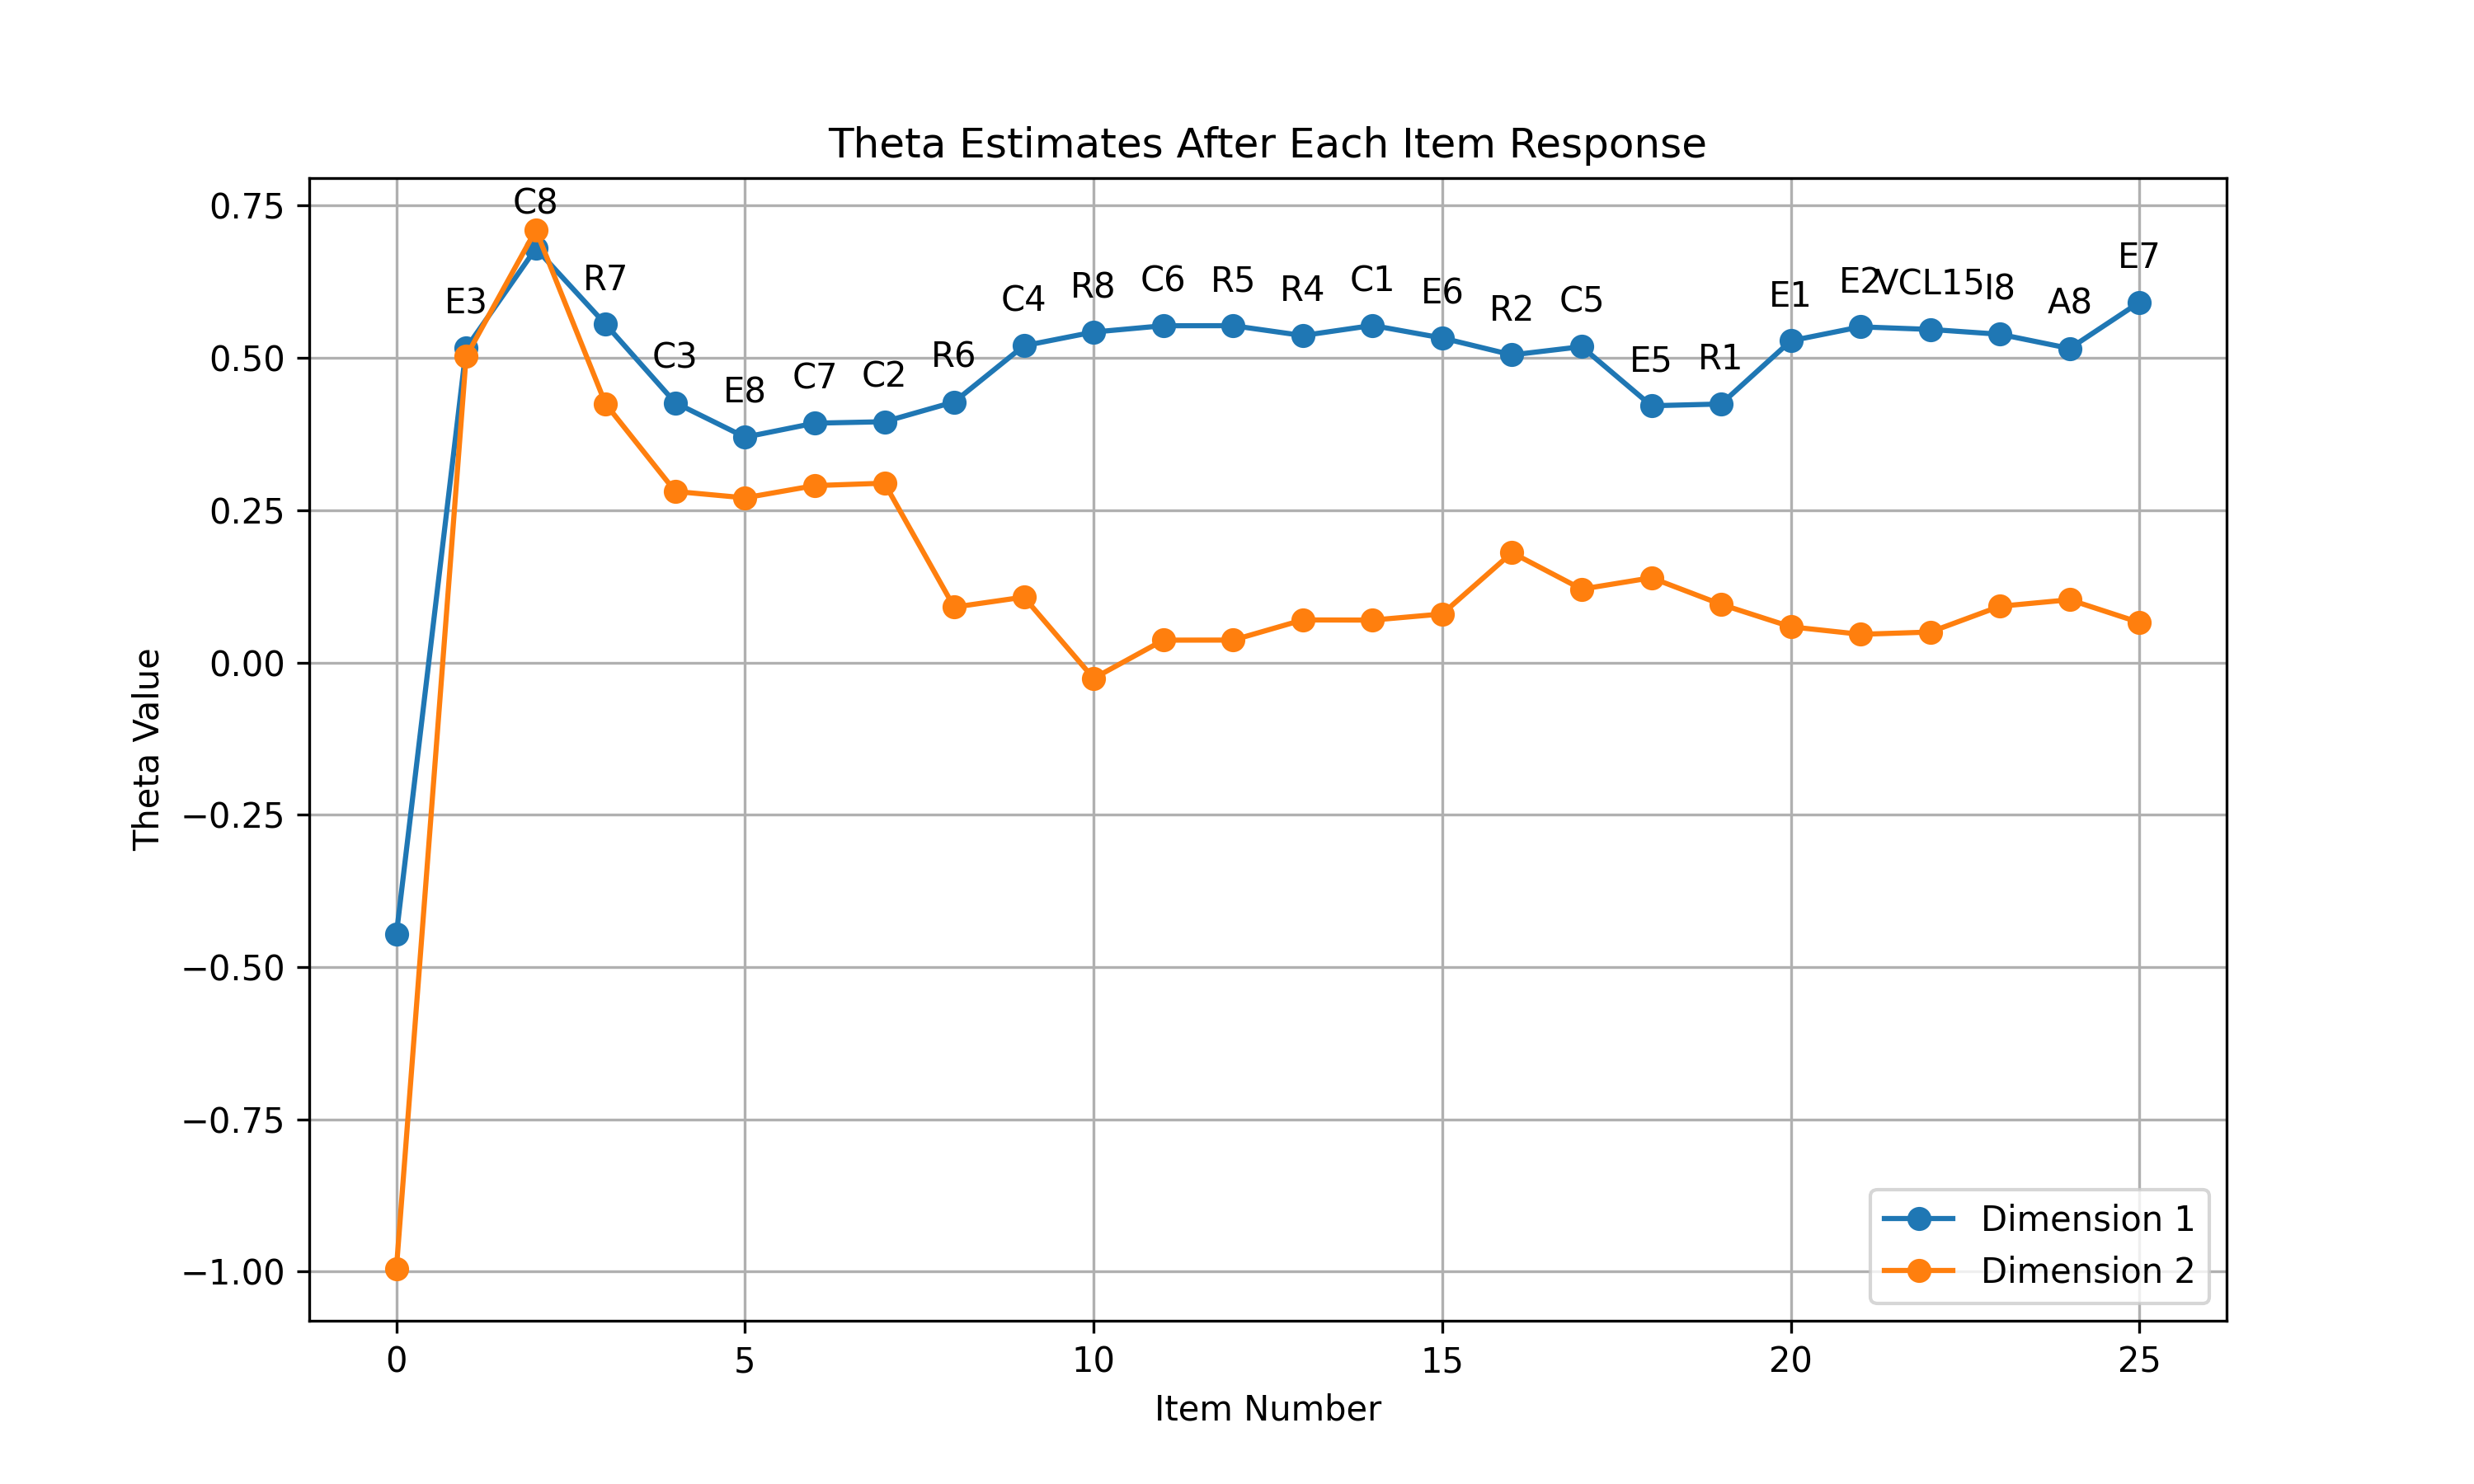 Theta Estimates After Each Item Response
0.75
0.50
0.25
0.00
−0.25
−0.50
−0.75
−1.00
Theta Value
E3
C8
R7
C3
E8
C7
C2
R6
C4
R8
C6
R5
R4
C1
E6
R2
C5
E5
R1
E1
E2
VCL15
I8
A8
E7
Dimension 1
Dimension 2
0 5 10 15 20 25
Item Number